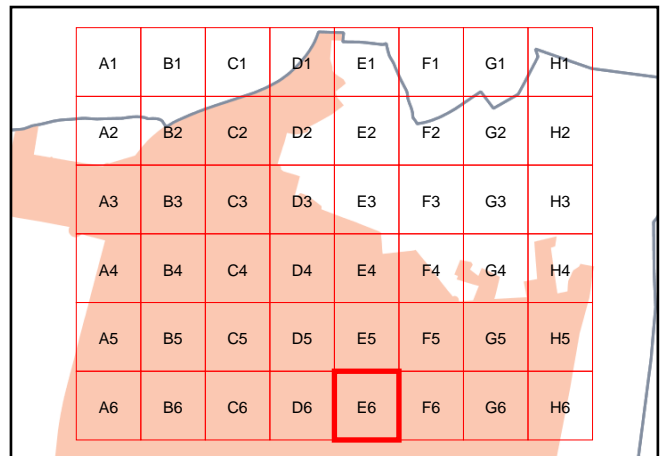 A1 B1 C1 D1 E1 F1 G1 H1
A2 B2 C2 D2 E2 F2 G2 H2
A3 B3 C3 D3 E3 F3 G3 H3
A4 B4 C4 D4 E4 F4 G4 H4
A5 B5 C5 D5 E5 F5 G5 H5
A6 B6 C6 D6 E6 F6 G6 H6